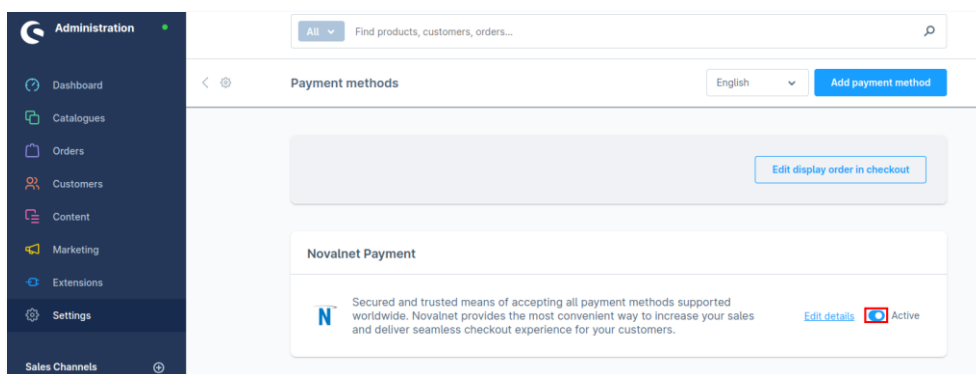 Administration
All
Find products, customers, orders...
Dashboard
Payment methods
English
Add payment method
Catalogues
Orders
Edit display order in checkout
Customers
Content
Marketing
Novalnet Payment
Extensions
Settings
N
Secured and trusted means of accepting all payment methods supported
worldwide. Novalnet provides the most convenient way to increase your sales
and deliver seamless checkout experience for your customers.
Edit details
Active
Sales Channels